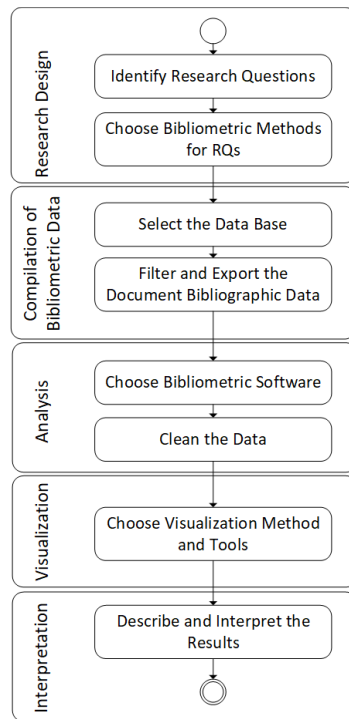 Research Design
Identify Research Questions
Choose Bibliometric Methods
for RQs
Compilation of
Bibliometric Data
Select the Data Base
Filter and Export the
Document Bibliographic Data
Analysis
Choose Bibliometric Software
Clean the Data
Visualization
Choose Visualization Method
and Tools
Interpretation
Describe and Interpret the
Results